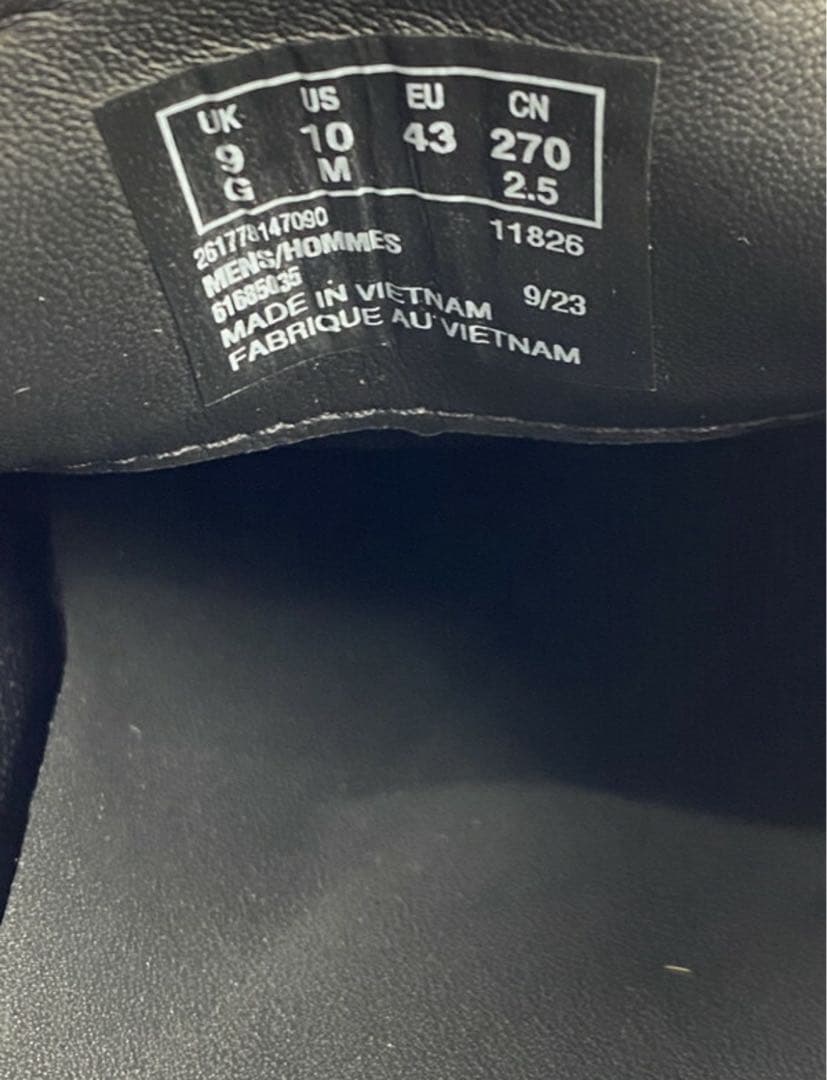 UK US EU CN
9 10 43 270
G M 2.5
261778147090 11826
MENS/HOMMES
61685035 9/23
MADE IN VIETNAM
FABRIQUE AU VIETNAM